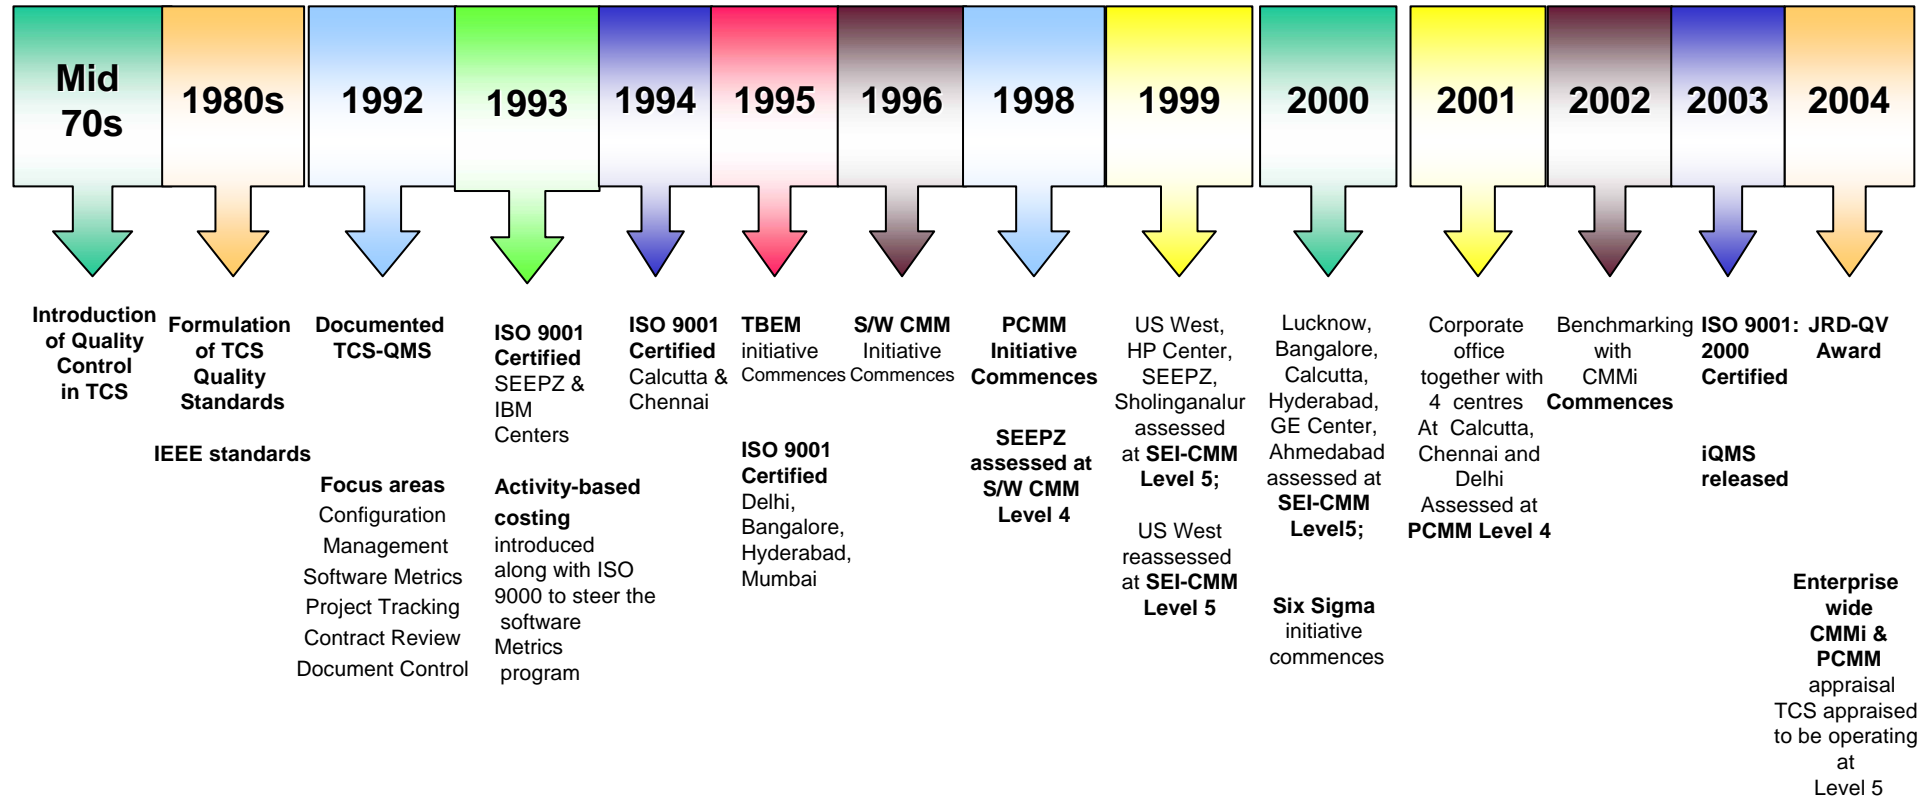 Mid
70s
1980s
1992
1993
1994
1995
1996
1998
1999
2000
2001
2002
2003
2004
Introduction
of Quality
Control
in TCS
Formulation
of TCS
Quality
Standards
IEEE standards
Documented
TCS-QMS
Focus areas
Configuration
Management
Software Metrics
Project Tracking
Contract Review
Document Control
ISO 9001
Certified
SEEPZ &
IBM
Centers
Activity-based
costing
introduced
along with ISO
9000 to steer the
software
Metrics
program
ISO 9001
Certified
Calcutta &
Chennai
TBEM
initiative
Commences
ISO 9001
Certified
Delhi,
Bangalore,
Hyderabad,
Mumbai
S/W CMM
Initiative
Commences
PCMM
Initiative
Commences
SEEPZ
assessed at
S/W CMM
Level 4
US West,
HP Center,
SEEPZ,
Sholinganalur
assessed
at SEI-CMM
Level 5;
US West
reassessed
at SEI-CMM
Level 5
Lucknow,
Bangalore,
Calcutta,
Hyderabad,
GE Center,
Ahmedabad
assessed at
SEI-CMM
Level5;
Six Sigma
initiative
commences
Corporate
office
together with
4 centres
At Calcutta,
Chennai and
Delhi
Assessed at
PCMM Level 4
Benchmarking
with
CMMi
Commences
ISO 9001:
2000
Certified
iQMS
released
JRD-QV
Award
Enterprise
wide
CMMi &
PCMM
appraisal
TCS appraised
to be operating
at
Level 5